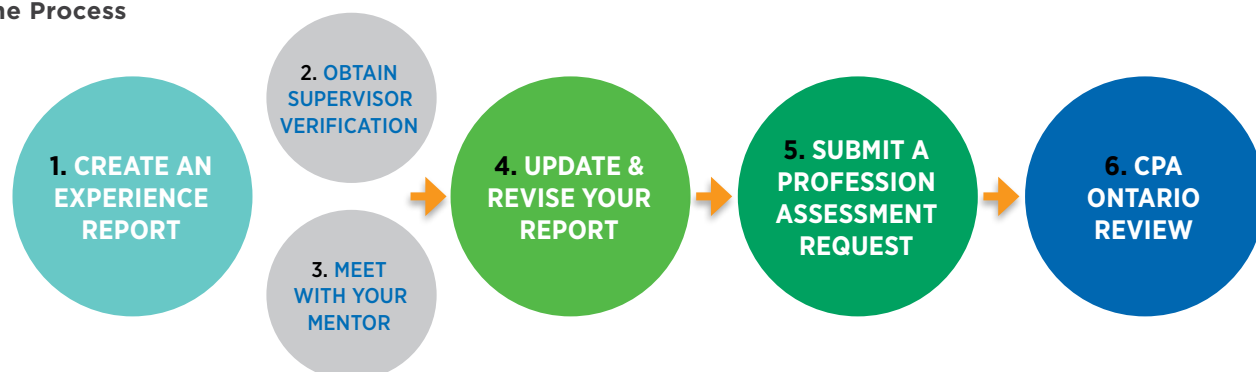 ne Process
1. CREATE AN
EXPERIENCE
REPORT
2. OBTAIN
SUPERVISOR
VERIFICATION
3. MEET
WITH YOUR
MENTOR
4. UPDATE &
REVISE YOUR
REPORT
5. SUBMIT A
PROFESSION
ASSESSMENT
REQUEST
6. CPA
ONTARIO
REVIEW